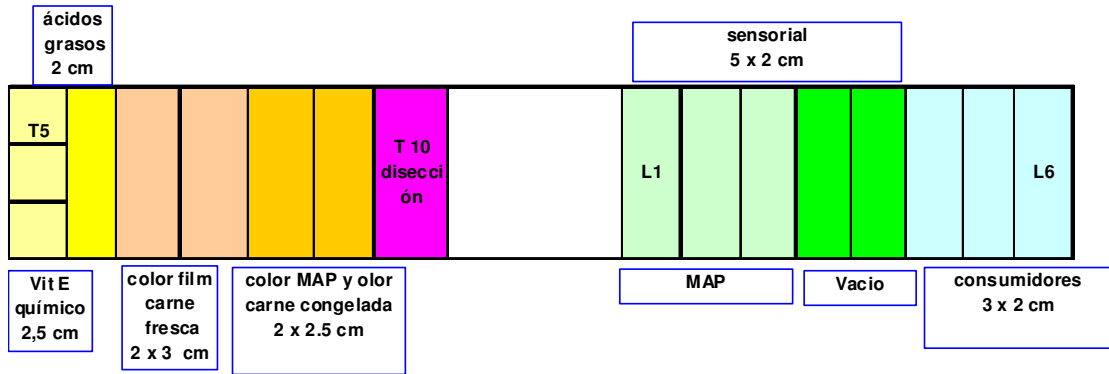 ácidos
grasos
2 cm
sensorial
5 x 2 cm
T5
T 10
disecci
ón
L1
L6
Vit E
químico
2,5 cm
color film
carne
fresca
2 x 3 cm
color MAP y olor
carne congelada
2 x 2.5 cm
MAP
Vacio
consumidores
3 x 2 cm